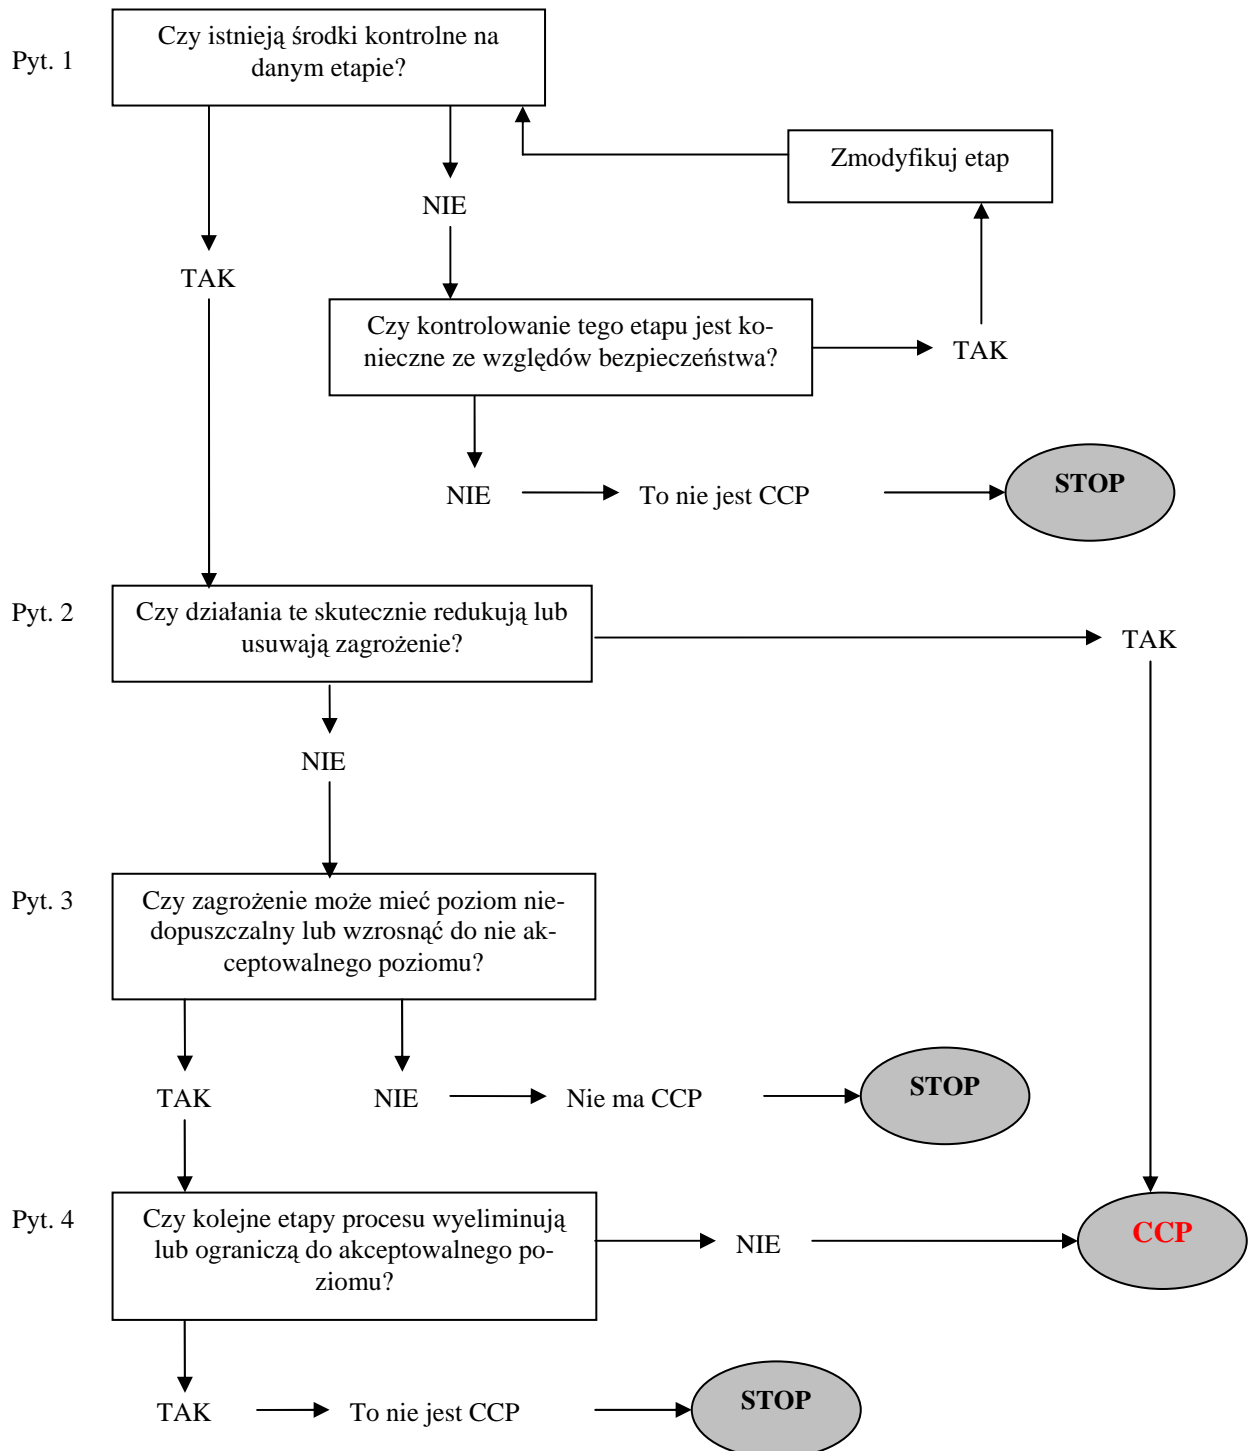 Pyt. 1
Czy istnieją środki kontrolne na
danym etapie?
Zmodyfikuj etap
NIE
TAK
Czy kontrolowanie tego etapu jest ko-
nieczne ze względów bezpieczeństwa?
TAK
NIE
To nie jest CCP
STOP
Pyt. 2
Czy działania te skutecznie redukują lub
usuwają zagrożenie?
TAK
NIE
Pyt. 3
Czy zagrożenie może mieć poziom nie-
dopuszczalny lub wzrosnąć do nie ak-
ceptowalnego poziomu?
TAK
NIE
Nie ma CCP
STOP
Pyt. 4
Czy kolejne etapy procesu wyeliminują
lub ograniczą do akceptowalnego po-
ziomu?
NIE
CCP
TAK
To nie jest CCP
STOP